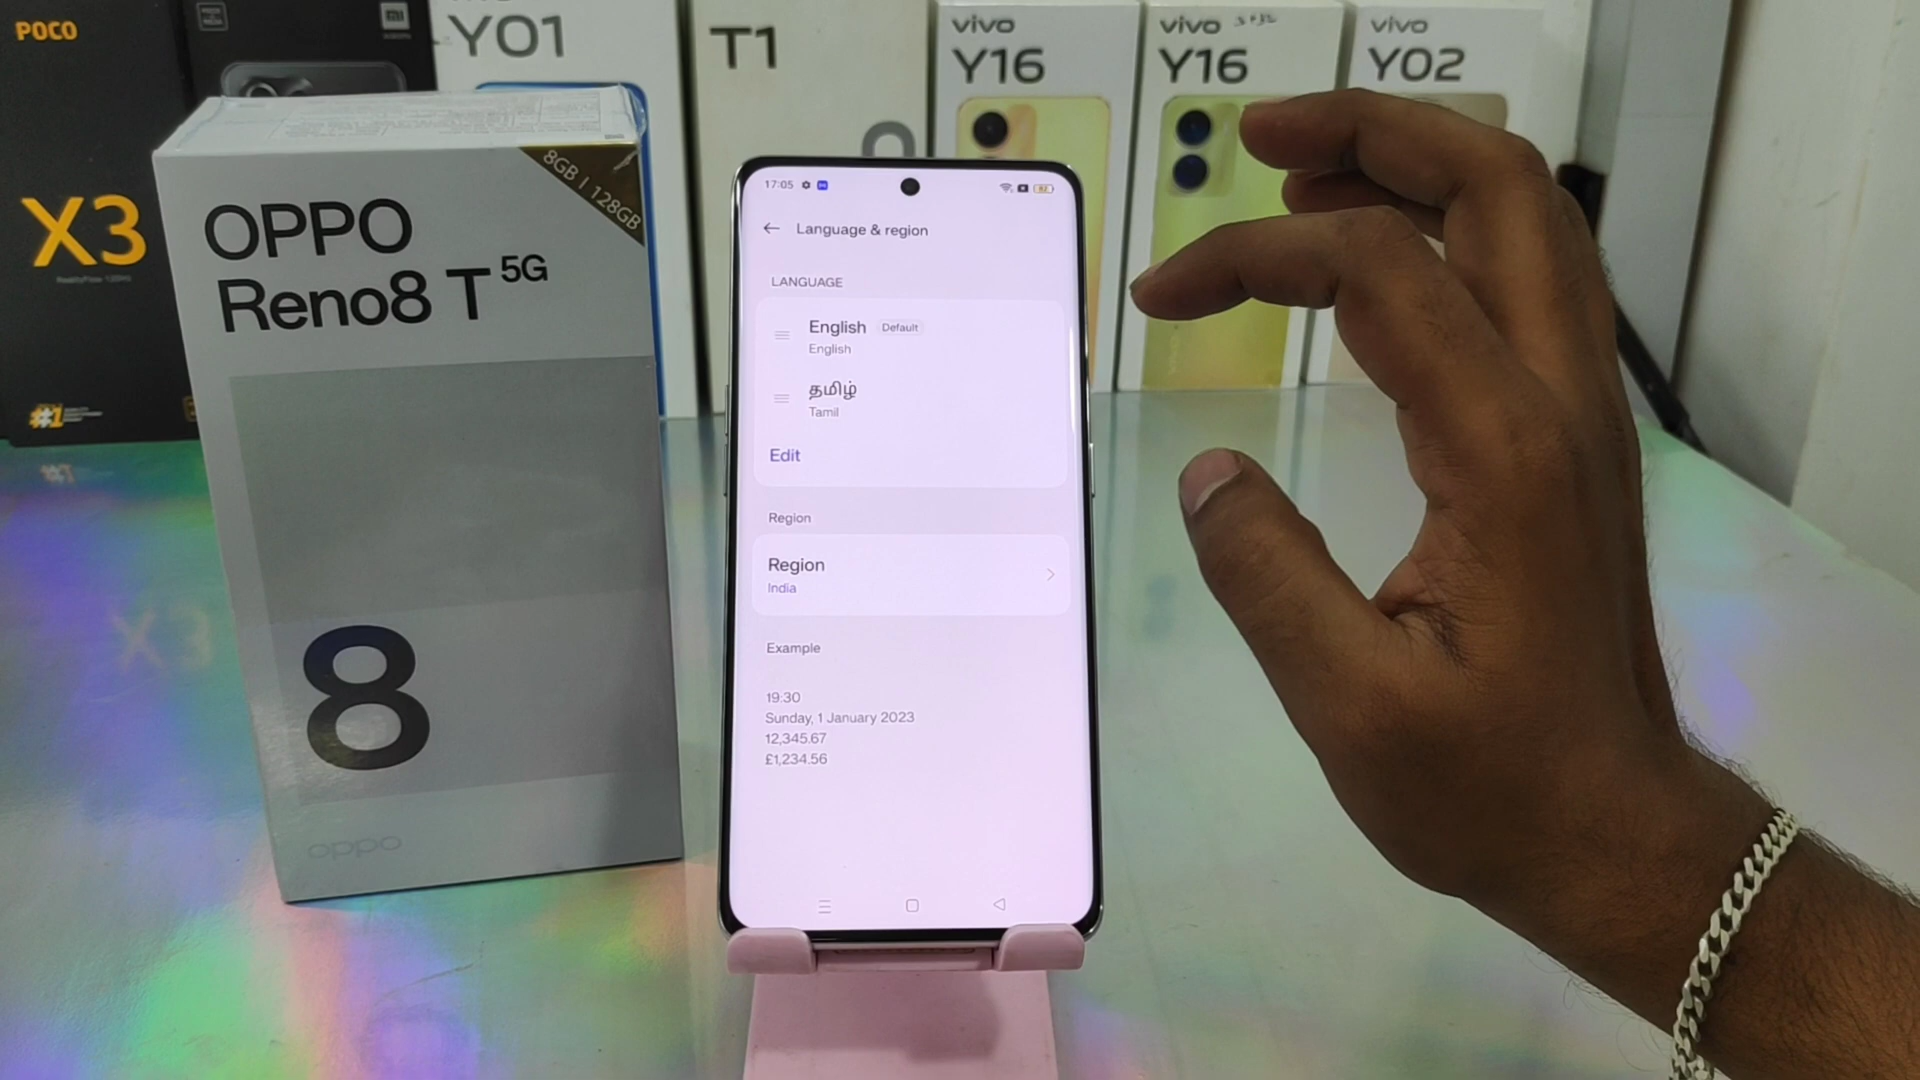 POCO
X3
#1
Y01
T1
vivo
Y16
vivo
Y16
vivo
Y02
OPPO
Reno8 T 5G
8GB | 128GB
8
oppo
17:05
82
Language & region
LANGUAGE
English Default
English
தமிழ்
Tamil
Edit
Region
Region
India
Example
19:30
Sunday, 1 January 2023
12,345.67
£1,234.56